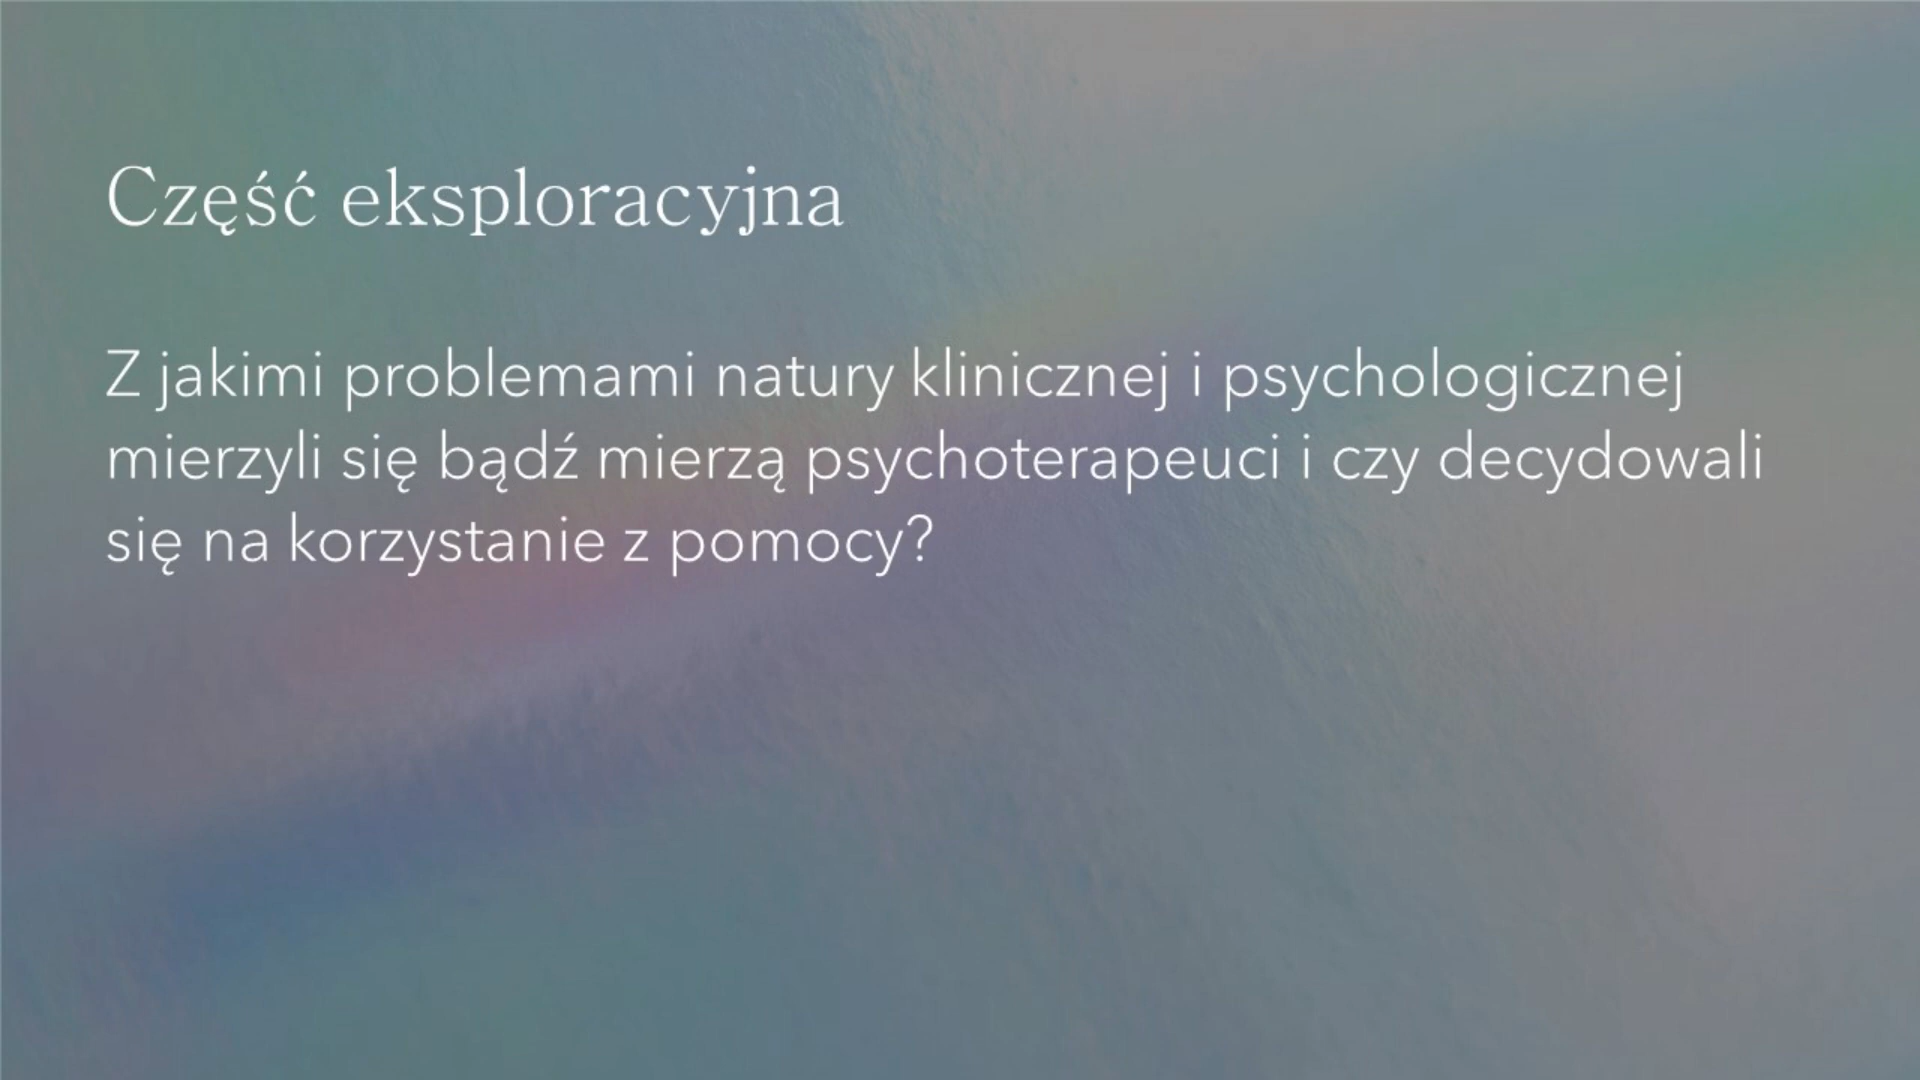 Część eksploracyjna
Z jakimi problemami natury klinicznej i psychologicznej
mierzyli się bądź mierzą psychoterapeuci i czy decydowali
się na korzystanie z pomocy?